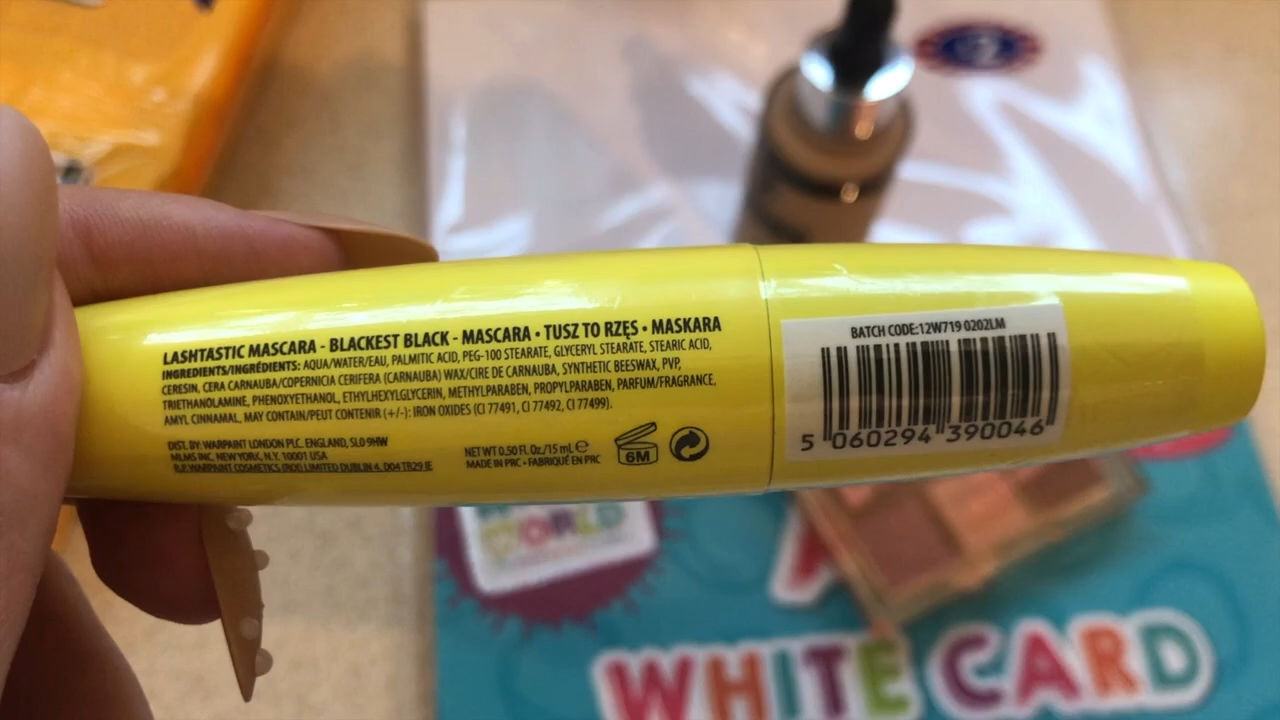 LASHTASTIC MASCARA - BLACKEST BLACK - MASCARA • TUSZ TO RZĘS • MASKARA
INGREDIENTS/INGRÉDIENTS: AQUA/WATER/EAU, PALMITIC ACID, PEG-100 STEARATE, GLYCERYL STEARATE, STEARIC ACID,
CERESIN, CERA CARNAUBA/COPERNICIA CERIFERA (CARNAUBA) WAX/CIRE DE CARNAUBA, SYNTHETIC BEESWAX, PVP,
TRIETHANOLAMINE, PHENOXYETHANOL, ETHYLHEXYLGLYCERIN, METHYLPARABEN, PROPYLPARABEN, PARFUM/FRAGRANCE,
AMYL CINNAMAL, MAY CONTAIN/PEUT CONTENIR (+/-): IRON OXIDES (CI 77491, CI 77492, CI 77499).
DIST. BY: WARPAINT LONDON PLC. ENGLAND, SL0 9HW
MLMS INC. NEW YORK, N.Y. 10001 USA
R.P. WARPAINT COSMETICS (ROI) LIMITED DUBLIN 4, D04 TR29 IE
NET WT 0.50 Fl. Oz./15 mL ℮
MADE IN PRC • FABRIQUÉ EN PRC
6M
BATCH CODE:12W719 0202LM
5 060294 390046
WORLD
WHITE CARD